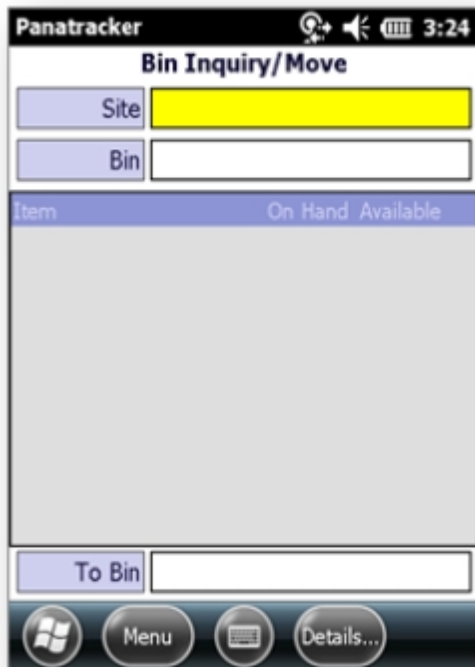 Panatracker 3:24
Bin Inquiry/Move
Site
Bin
Item On Hand Available
To Bin
Menu Details...